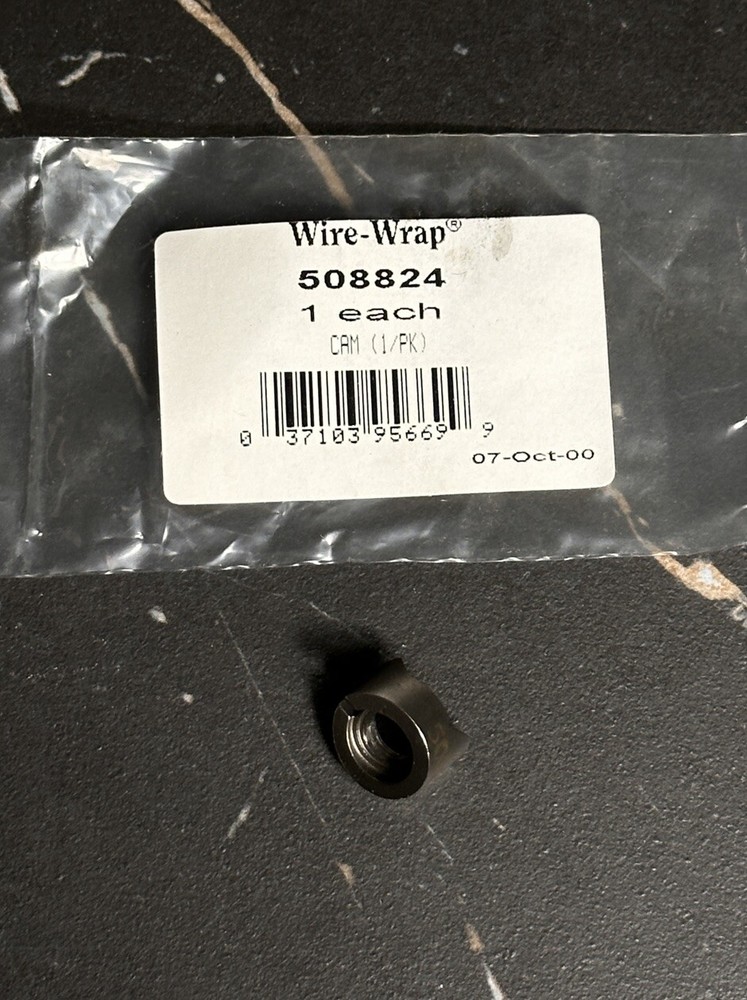 Wire-Wrap®
508824
1 each
CAM (1/PK)
0 37103 95669 9
07-Oct-00